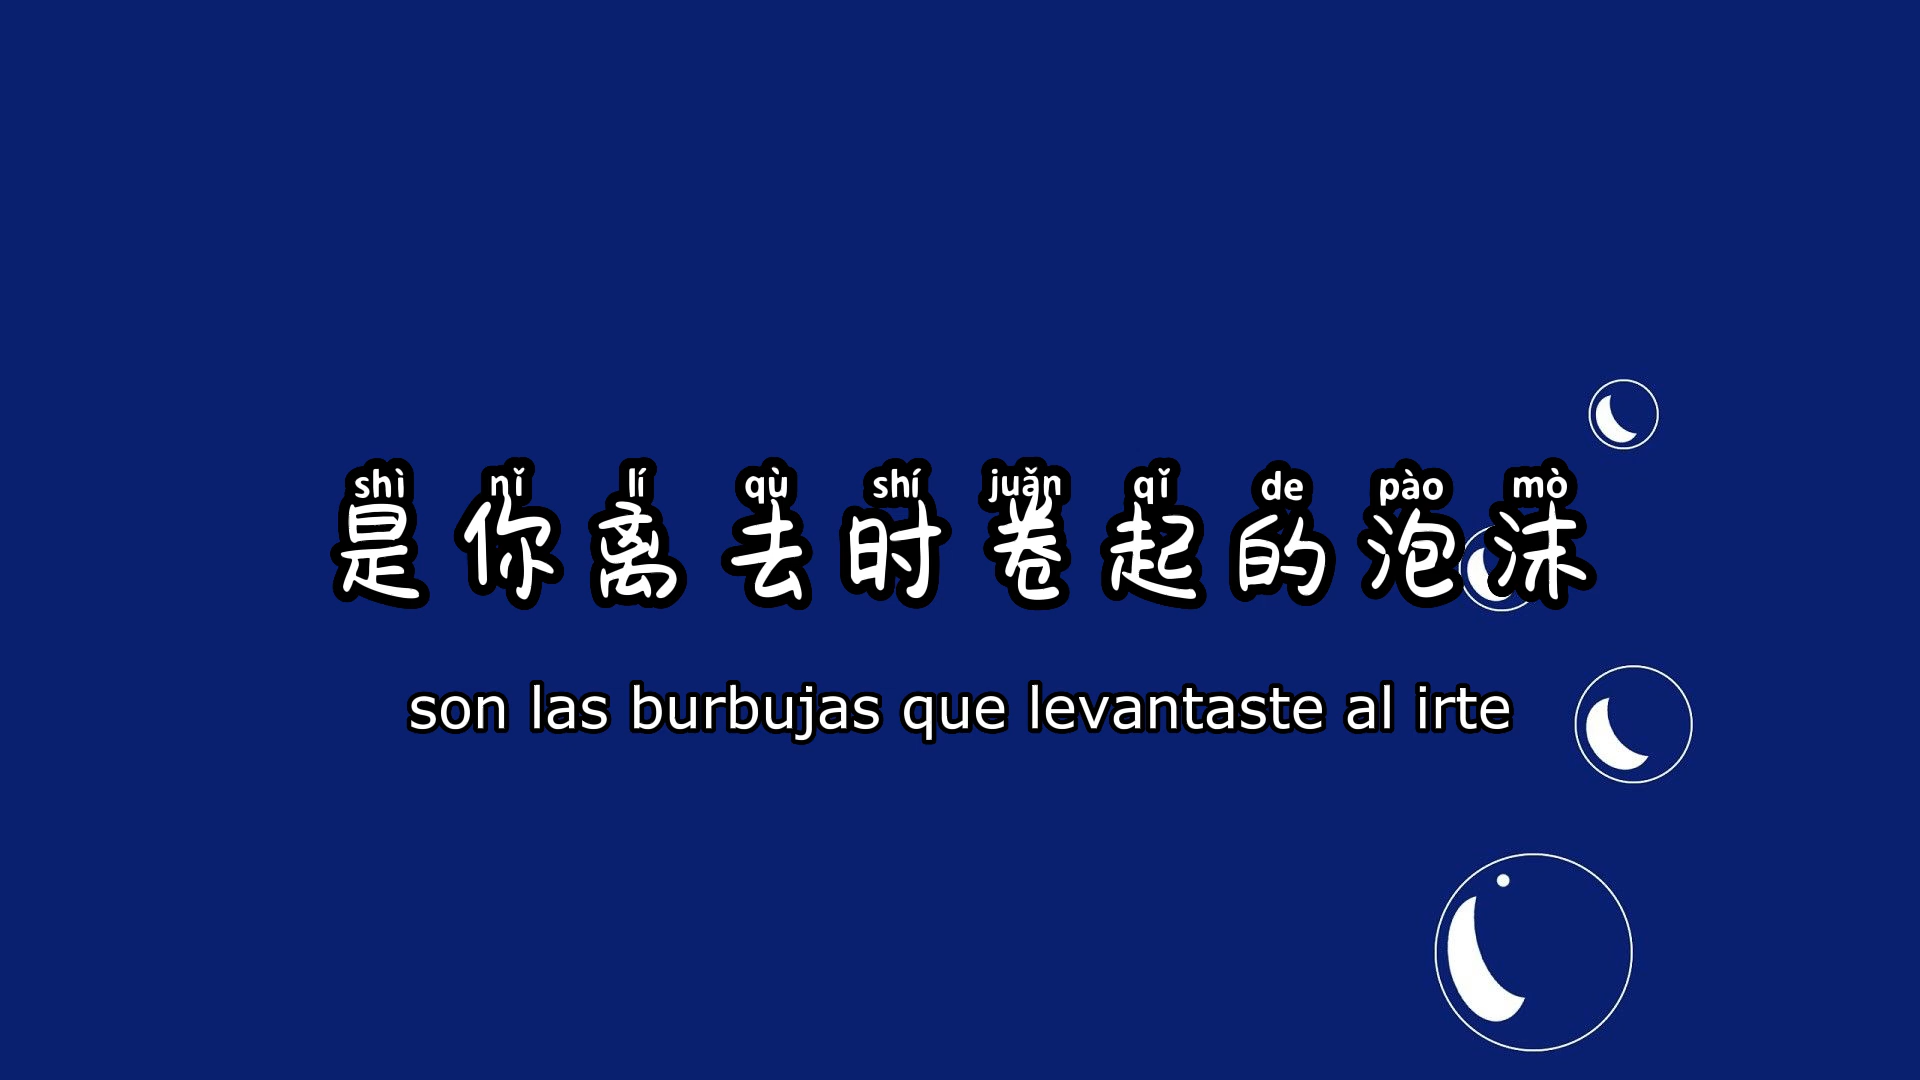 shì nǐ lí qù shí juǎn qǐ de pào mò
是你离去时卷起的泡沫
son las burbujas que levantaste al irte